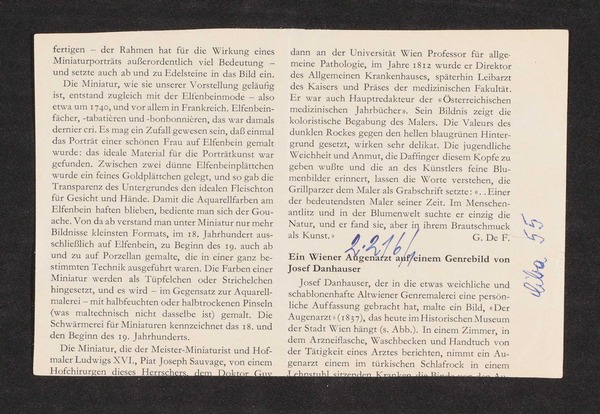 fertigen – der Rahmen hat für die Wirkung eines
Miniaturporträts außerordentlich viel Bedeutung –
und setzte auch ab und zu Edelsteine in das Bild ein.
Die Miniatur, wie sie unserer Vorstellung geläufig
ist, entstand zugleich mit der Elfenbeinmode – also
etwa um 1740, und vor allem in Frankreich. Elfenbein-
fächer, -tabatièren und -bonbonnièren, das war damals
dernier cri. Es mag ein Zufall gewesen sein, daß einmal
das Porträt einer schönen Frau auf Elfenbein gemalt
wurde: das ideale Material für die Porträtkunst war
gefunden. Zwischen zwei dünne Elfenbeinplättchen
wurde ein feines Goldplättchen gelegt, und so gab die
Transparenz des Untergrundes den idealen Fleischton
für Gesicht und Hände. Damit die Aquarellfarben am
Elfenbein haften blieben, bediente man sich der Gou-
ache. Von da ab verstand man unter Miniatur nur mehr
Bildnisse kleinsten Formats, im 18. Jahrhundert aus-
schließlich auf Elfenbein, zu Beginn des 19. auch ab
und zu auf Porzellan gemalte, die in einer ganz be-
stimmten Technik ausgeführt waren. Die Farben einer
Miniatur werden als Tüpfelchen oder Strichelchen
hingesetzt, und es wird – im Gegensatz zur Aquarell-
malerei – mit halbfeuchten oder halbtrockenen Pinseln
(was maltechnisch nicht dasselbe ist) gemalt. Die
Schwärmerei für Miniaturen kennzeichnet das 18. und
den Beginn des 19. Jahrhunderts.
Die Miniatur, die der Meister-Miniaturist und Hof-
maler Ludwigs XVI., Piat Joseph Sauvage, von einem
Hofchirurgen dieses Herrschers, dem Doktor Guy
dann an der Universität Wien Professor für allge-
meine Pathologie, im Jahre 1812 wurde er Direktor
des Allgemeinen Krankenhauses, späterhin Leibarzt
des Kaisers und Präses der medizinischen Fakultät.
Er war auch Hauptredakteur der «Österreichischen
medizinischen Jahrbücher». Sein Bildnis zeigt die
koloristische Begabung des Malers. Die Valeurs des
dunklen Rockes gegen den hellen blaugrünen Hinter-
grund gesetzt, wirken sehr delikat. Die jugendliche
Weichheit und Anmut, die Daffinger diesem Kopfe zu
geben wußte und die an des Künstlers feine Blu-
menbilder erinnert, lassen die Worte verstehen, die
Grillparzer dem Maler als Grabschrift setzte: «. . Einer
der bedeutendsten Maler seiner Zeit. Im Menschen-
antlitz und in der Blumenwelt suchte er einzig die
Natur, und er fand sie, aber in ihrem Brautschmuck
als Kunst.» G. De F.
2216/1
Ein Wiener Augenarzt auf einem Genrebild von
Josef Danhauser
Josef Danhauser, der in die etwas weichliche und
schablonenhafte Altwiener Genremalerei eine persön-
liche Auffassung gebracht hat, malte ein Bild, «Der
Augenarzt» (1837), das heute im Historischen Museum
der Stadt Wien hängt (s. Abb.). In einem Zimmer, in
dem Arzneiflasche, Waschbecken und Handtuch von
der Tätigkeit eines Arztes berichten, nimmt ein Au-
genarzt einem im türkischen Schlafrock in einem
Lehnstuhl sitzenden Kranken die Binde von den Au-
Ciba 55